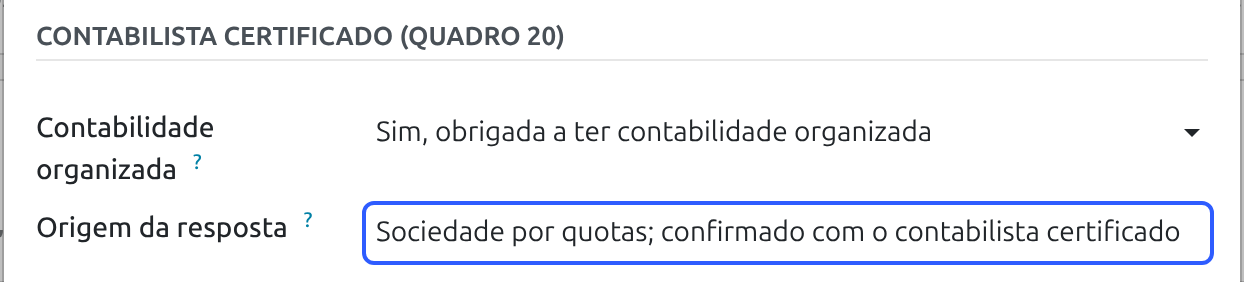 CONTABILISTA CERTIFICADO (QUADRO 20)
Contabilidade organizada ?
Sim, obrigada a ter contabilidade organizada
Origem da resposta ?
Sociedade por quotas; confirmado com o contabilista certificado